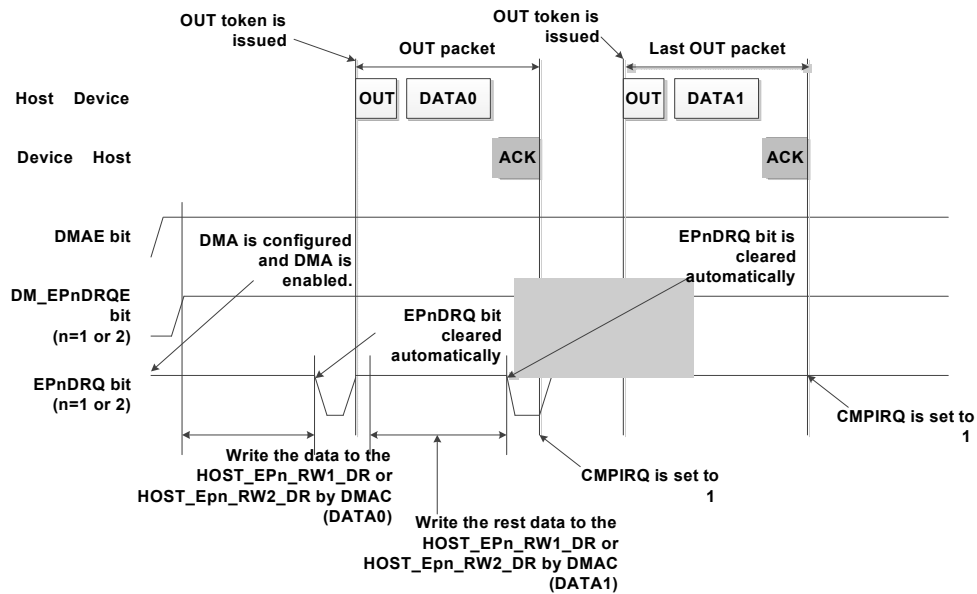 OUT token is
issued
OUT packet
OUT token is
issued
Last OUT packet
Host Device
OUT
DATA0
OUT
DATA1
Device Host
ACK
ACK
DMAE bit
DMA is configured
and DMA is
enabled.
EPnDRQ bit is
cleared
automatically
DM_EPnDRQE
bit
(n=1 or 2)
EPnDRQ bit
cleared
automatically
EPnDRQ bit
(n=1 or 2)
CMPIRQ is set to
1
Write the data to the
HOST_EPn_RW1_DR or
HOST_Epn_RW2_DR by DMAC
(DATA0)
CMPIRQ is set to
1
Write the rest data to the
HOST_EPn_RW1_DR or
HOST_Epn_RW2_DR by DMAC
(DATA1)